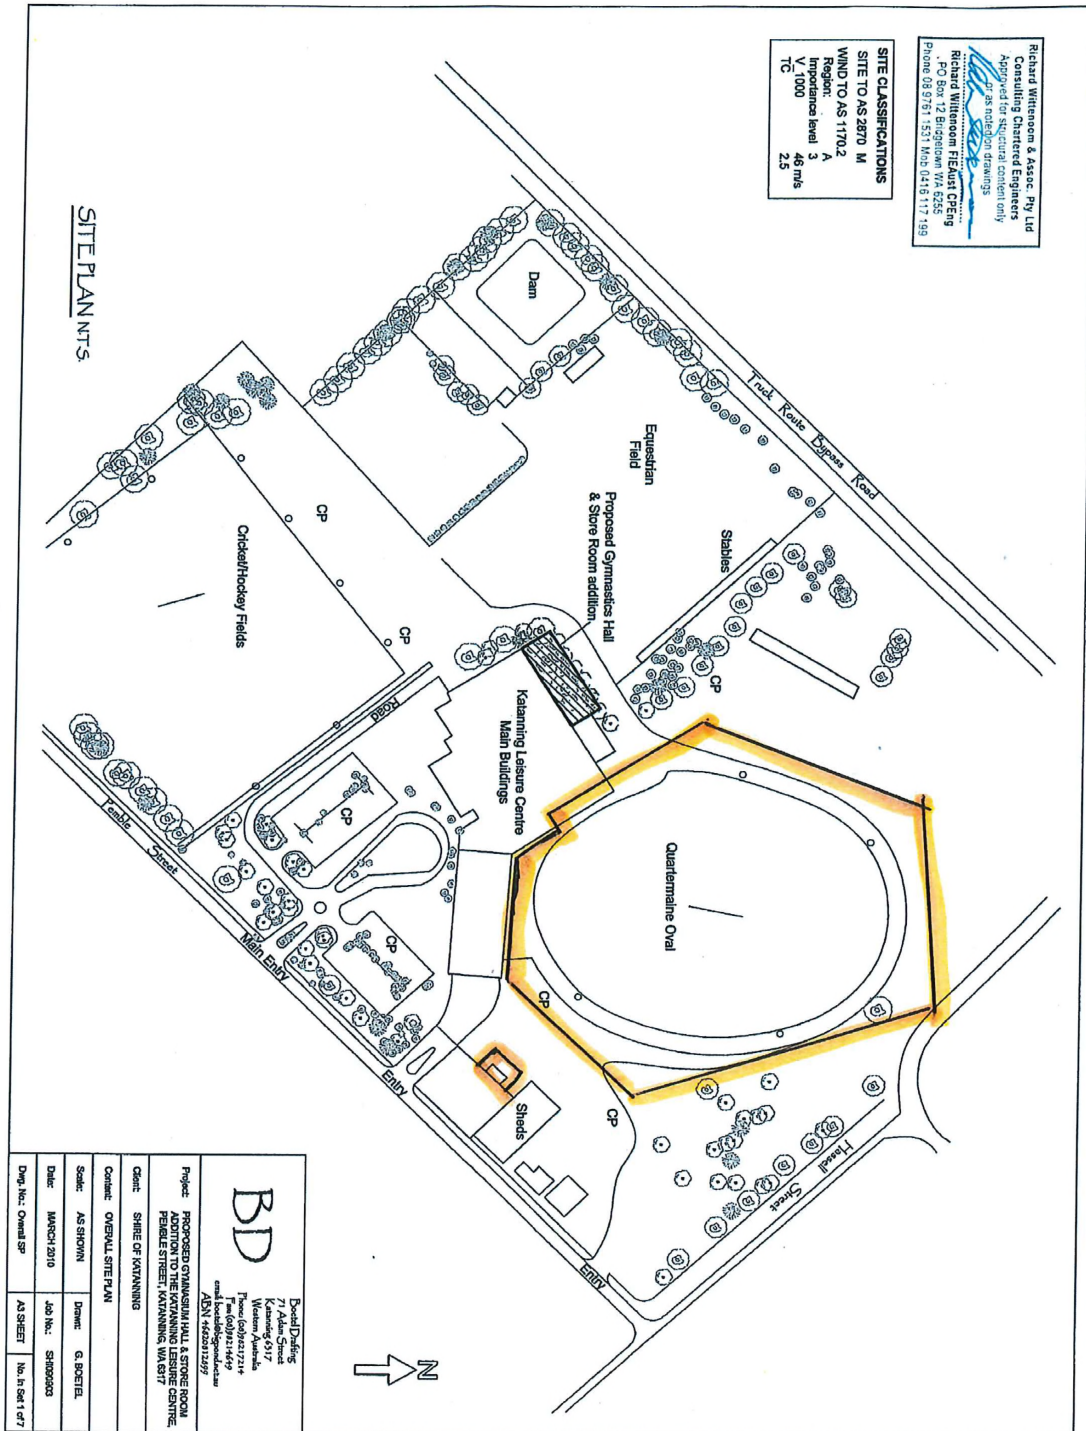 Richard Wittenoom & Assoc. Pty Ltd
Consulting Chartered Engineers
Approved for structural content only
or as noted on drawings
Richard Wittenoom FIEAust CPEng
PO Box 12 Bridgetown WA 6255
Phone 08 9761 1531 Mob 0416 117 199
SITE CLASSIFICATIONS
SITE TO AS 2870 M
WIND TO AS 1170.2
Region: A
Importance level 3
V_1000 46 m/s
TC 2.5
Truck Route Bypass Road
Dam
Equestrian
Field
Stables
Proposed Gymnastics Hall
& Store Room addition
CP
Quartermaine Oval
Katanning Leisure Centre
Main Buildings
CP
CP
Road
Cricket/Hockey Fields
CP
CP
CP
CP
Sheds
Hassell Street
Pemble Street
Main Entry
Entry
Entry
SITE PLAN N.T.S.
N
BD
Boetel Drafting
71 Adam Street
Katanning 6317
Western Australia
Project: PROPOSED GYMNASIUM HALL & STORE ROOM
ADDITION TO THE KATANNING LEISURE CENTRE,
PEMBLE STREET, KATANNING, WA 6317
Client: SHIRE OF KATANNING
Content: OVERALL SITE PLAN
Scale: AS SHOWN Drawn: G. BOETEL
Date: MARCH 2010 Job No.:
Dwg. No.: Overall SP A3 SHEET No. in Set 1 of 7